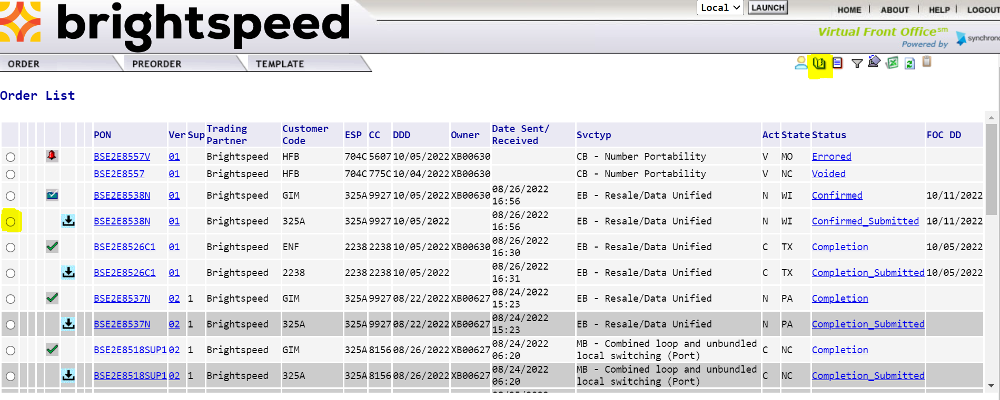 brightspeed
Local LAUNCH
HOME | ABOUT | HELP | LOGOUT
Virtual Front Office sm
Powered by synchron
ORDER PREORDER TEMPLATE
Order List
PON Ver Sup Trading Partner Customer Code ESP CC DDD Owner Date Sent/ Received Svctyp Act State Status FOC DD
BSE2E8557V 01 Brightspeed HFB 704C 5607 10/05/2022 XB00630 CB - Number Portability V MO Errored
BSE2E8557 01 Brightspeed HFB 704C 775C 10/04/2022 XB00630 CB - Number Portability V NC Voided
BSE2E8538N 01 Brightspeed GIM 325A 9927 10/05/2022 XB00630 08/26/2022 16:56 EB - Resale/Data Unified N WI Confirmed 10/11/2022
BSE2E8538N 01 Brightspeed 325A 325A 9927 10/05/2022 08/26/2022 16:56 EB - Resale/Data Unified N WI Confirmed_Submitted 10/11/2022
BSE2E8526C1 01 Brightspeed ENF 2238 2238 10/05/2022 XB00630 08/26/2022 16:30 EB - Resale/Data Unified C TX Completion 10/05/2022
BSE2E8526C1 01 Brightspeed 2238 2238 2238 10/05/2022 08/26/2022 16:31 EB - Resale/Data Unified C TX Completion_Submitted 10/05/2022
BSE2E8537N 02 1 Brightspeed GIM 325A 9927 08/22/2022 XB00627 08/24/2022 15:23 EB - Resale/Data Unified N PA Completion
BSE2E8537N 02 1 Brightspeed 325A 325A 9927 08/22/2022 XB00627 08/24/2022 15:23 EB - Resale/Data Unified N PA Completion_Submitted
BSE2E8518SUP1 02 1 Brightspeed GIM 325A 8156 08/26/2022 XB00627 08/24/2022 06:20 MB - Combined loop and unbundled local switching (Port) C NC Completion
BSE2E8518SUP1 02 1 Brightspeed 325A 325A 8156 08/26/2022 XB00627 08/24/2022 06:20 MB - Combined loop and unbundled local switching (Port) C NC Completion_Submitted